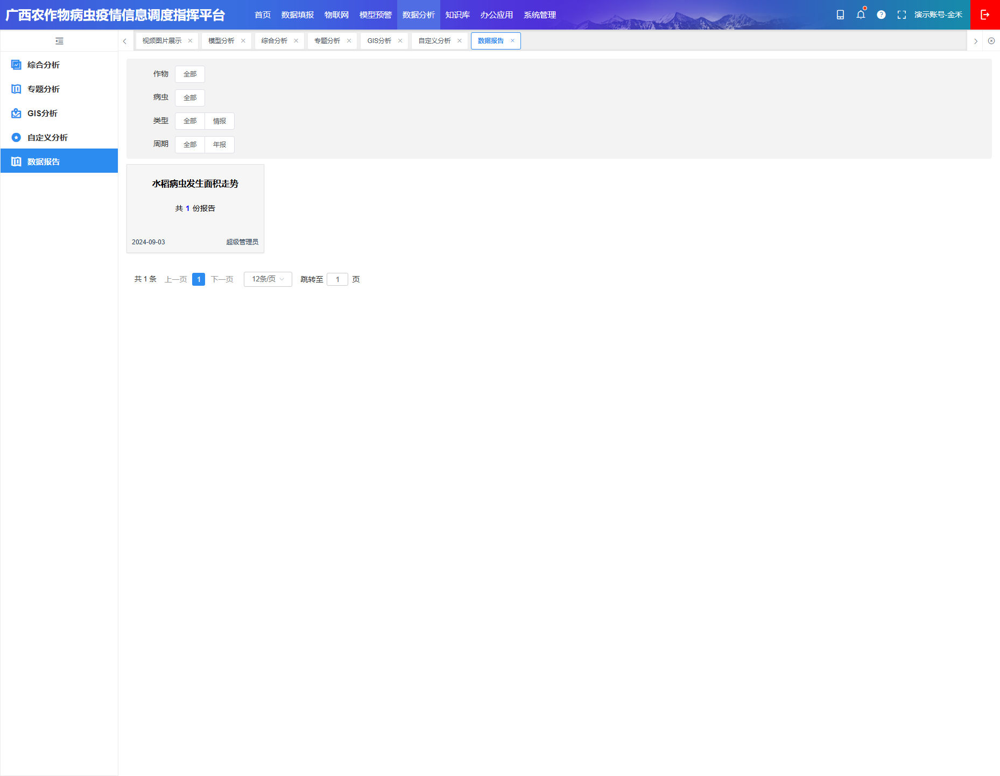 广西农作物病虫疫情信息调度指挥平台
首页 数据填报 物联网 模型预警 数据分析 知识库 办公应用 系统管理
演示账号-金禾
视频图片展示 模型分析 综合分析 专题分析 GIS分析 自定义分析 数据报告
综合分析
专题分析
GIS分析
自定义分析
数据报告
作物 全部
病虫 全部
类型 全部 情报
周期 全部 年报
水稻病虫发生面积走势
共 1 份报告
2024-09-03 超级管理员
共 1 条 上一页 1 下一页 12条/页 跳转至 1 页